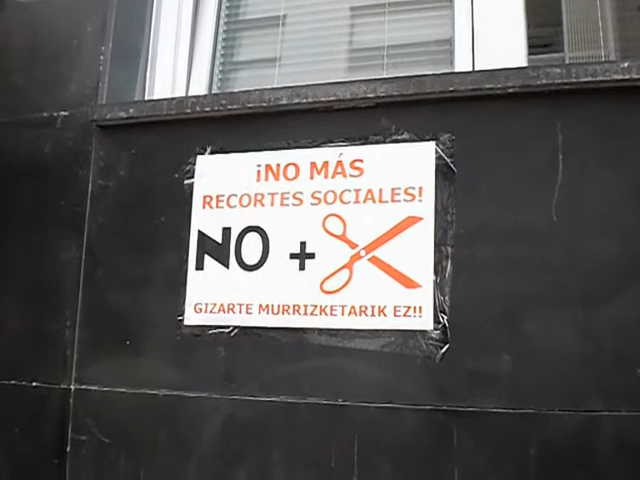 ¡NO MÁS
RECORTES SOCIALES!
NO +
GIZARTE MURRIZKETARIK EZ!!